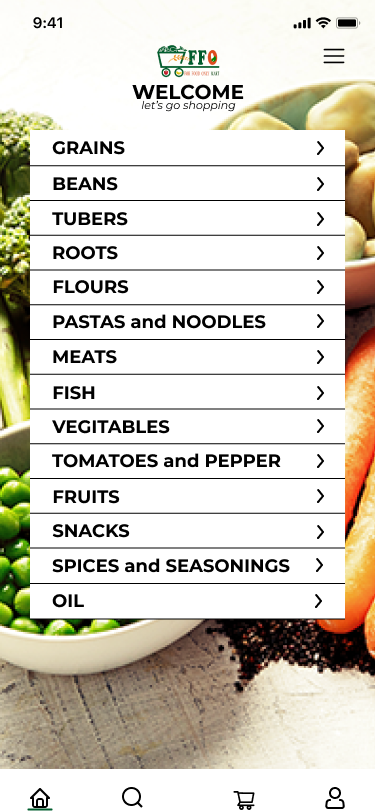 9:41
FFO
WELCOME
let's go shopping
GRAINS
BEANS
TUBERS
ROOTS
FLOURS
PASTAS and NOODLES
MEATS
FISH
VEGITABLES
TOMATOES and PEPPER
FRUITS
SNACKS
SPICES and SEASONINGS
OIL